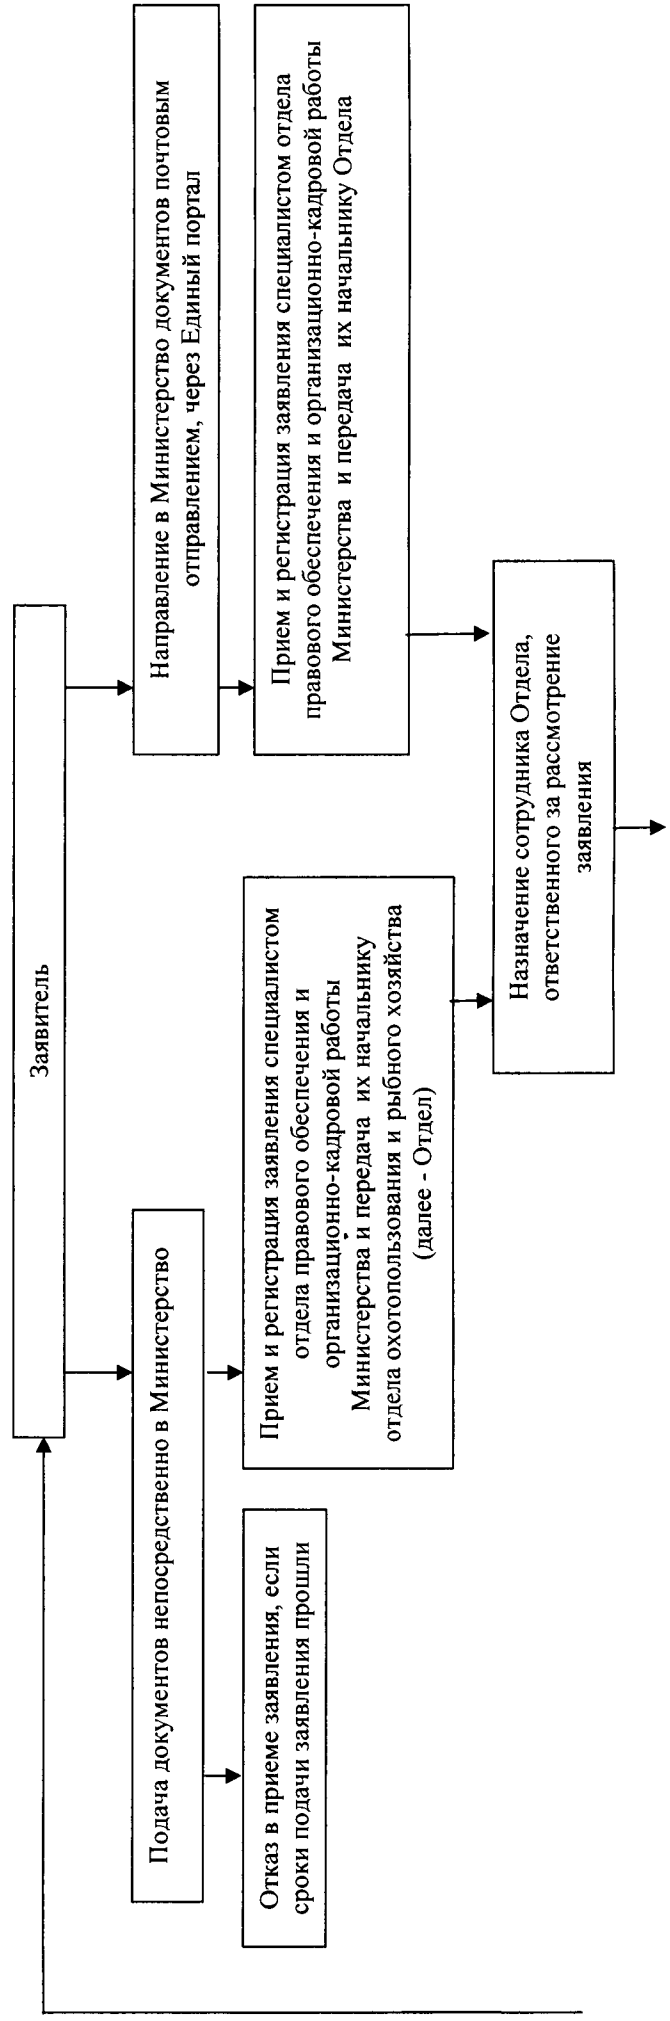 Заявитель
Подача документов непосредственно в Министерство
Направление в Министерство документов почтовым
отправлением, через Единый портал
Отказ в приеме заявления, если
сроки подачи заявления прошли
Прием и регистрация заявления специалистом
отдела правового обеспечения и
организационно-кадровой работы
Министерства и передача их начальнику
отдела охотопользования и рыбного хозяйства
(далее - Отдел)
Прием и регистрация заявления специалистом отдела
правового обеспечения и организационно-кадровой работы
Министерства и передача их начальнику Отдела
Назначение сотрудника Отдела,
ответственного за рассмотрение
заявления